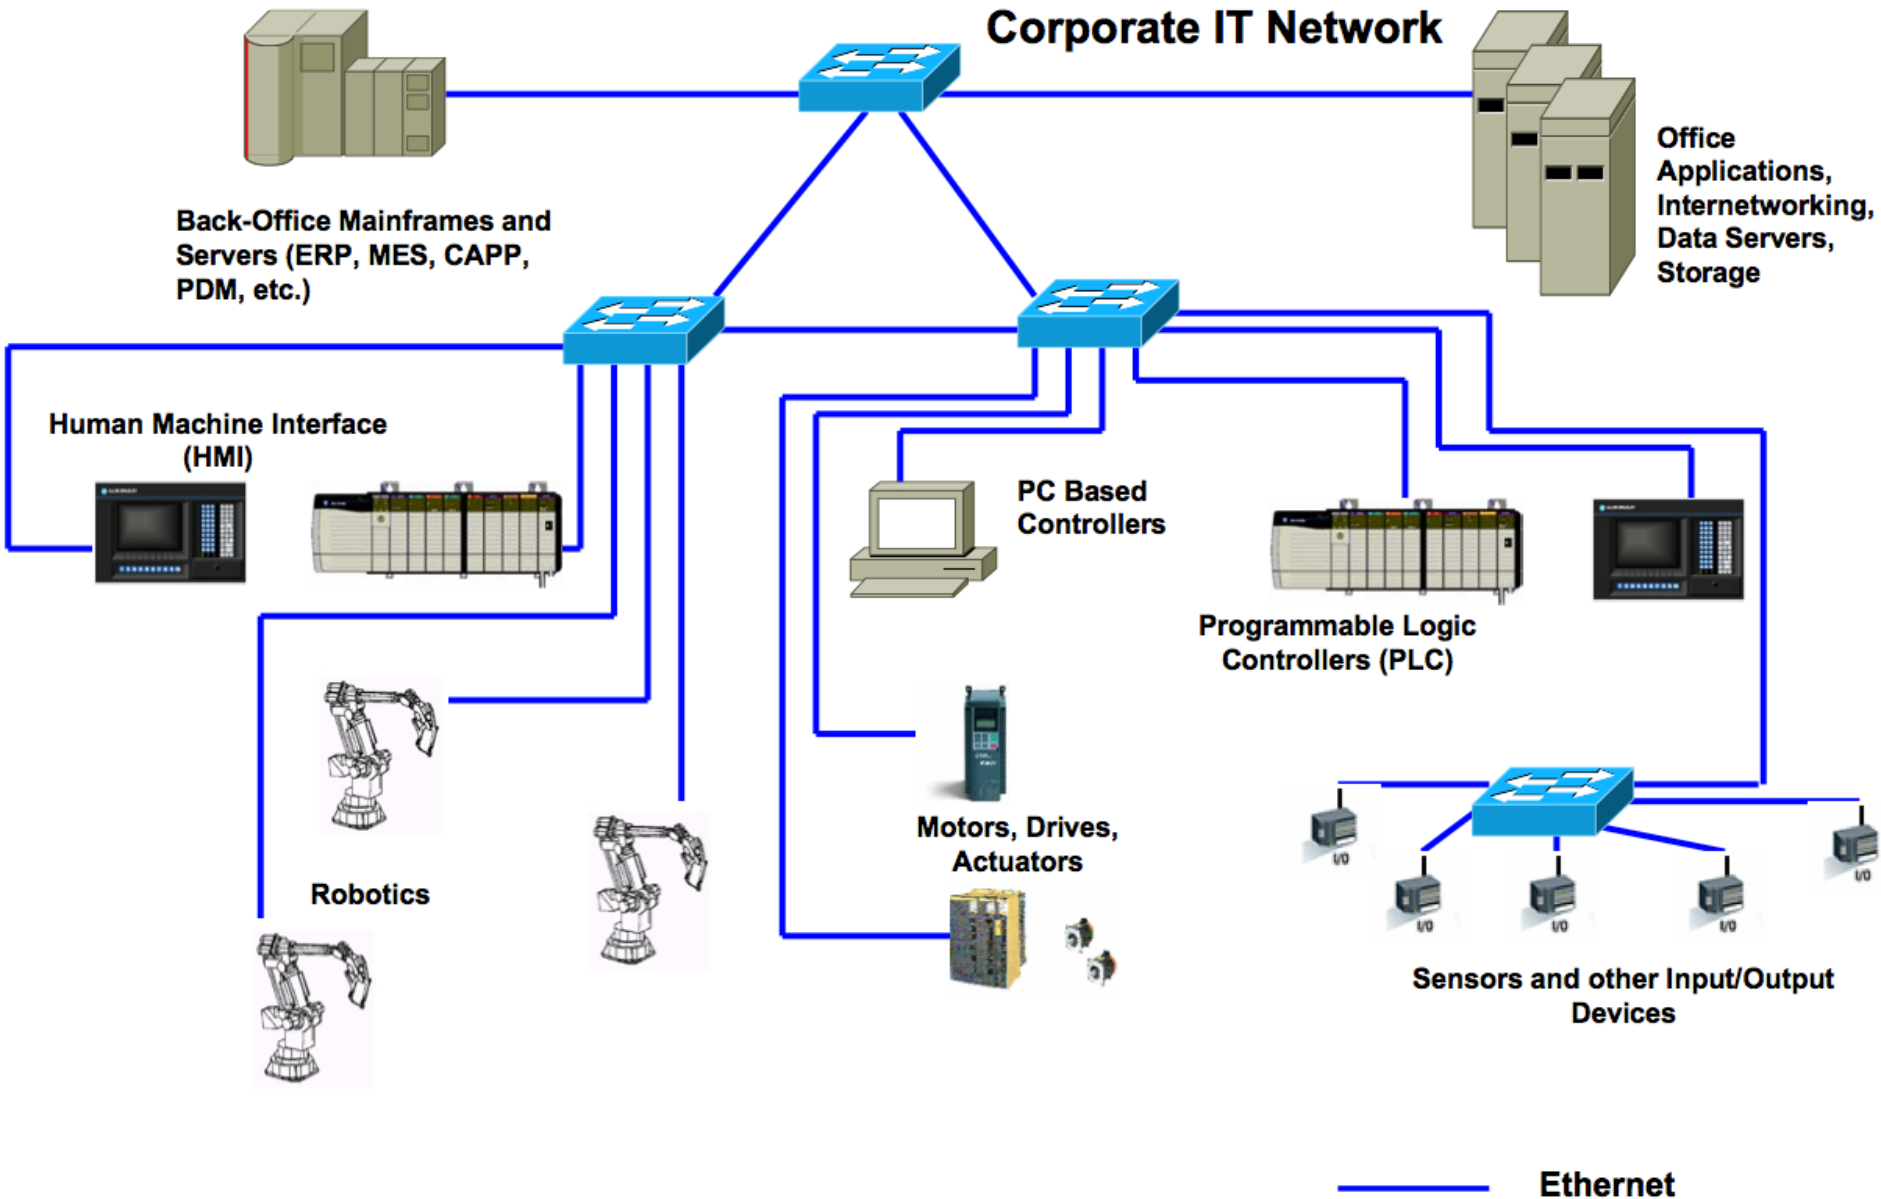 Corporate IT Network
Office
Applications,
Internetworking,
Data Servers,
Storage
Back-Office Mainframes and
Servers (ERP, MES, CAPP,
PDM, etc.)
Human Machine Interface
(HMI)
PC Based
Controllers
Programmable Logic
Controllers (PLC)
Motors, Drives,
Actuators
Robotics
I/O
I/O
I/O
I/O
I/O
Sensors and other Input/Output
Devices
Ethernet